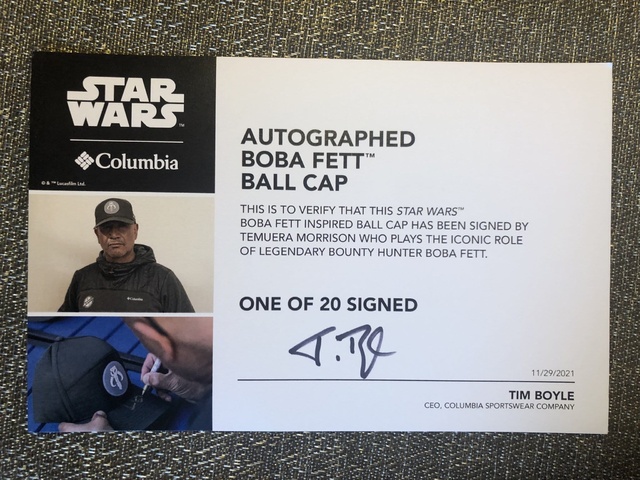 STAR
WARS™
Columbia
© & ™ Lucasfilm Ltd.
AUTOGRAPHED
BOBA FETT™
BALL CAP
THIS IS TO VERIFY THAT THIS STAR WARS™
BOBA FETT INSPIRED BALL CAP HAS BEEN SIGNED BY
TEMUERA MORRISON WHO PLAYS THE ICONIC ROLE
OF LEGENDARY BOUNTY HUNTER BOBA FETT.
ONE OF 20 SIGNED
11/29/2021
TIM BOYLE
CEO, COLUMBIA SPORTSWEAR COMPANY
Columbia